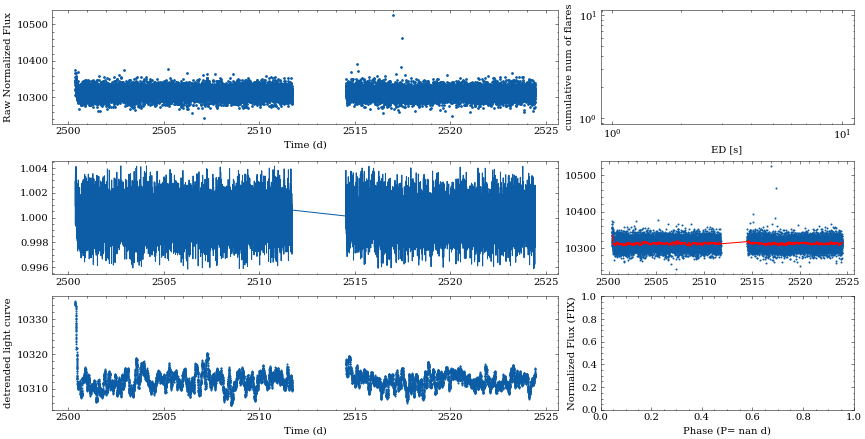 Raw Normalized Flux
10500
10400
10300
2500 2505 2510 2515 2520 2525
Time (d)
cumulative num of flares
10¹
10⁰
10⁰ 10¹
ED [s]
1.004
1.002
1.000
0.998
0.996
2500 2505 2510 2515 2520 2525
10500
10400
10300
2500 2505 2510 2515 2520 2525
detrended light curve
10330
10320
10310
2500 2505 2510 2515 2520 2525
Time (d)
Normalized Flux (FIX)
1.0
0.8
0.6
0.4
0.2
0.0
0.0 0.2 0.4 0.6 0.8 1.0
Phase (P= nan d)